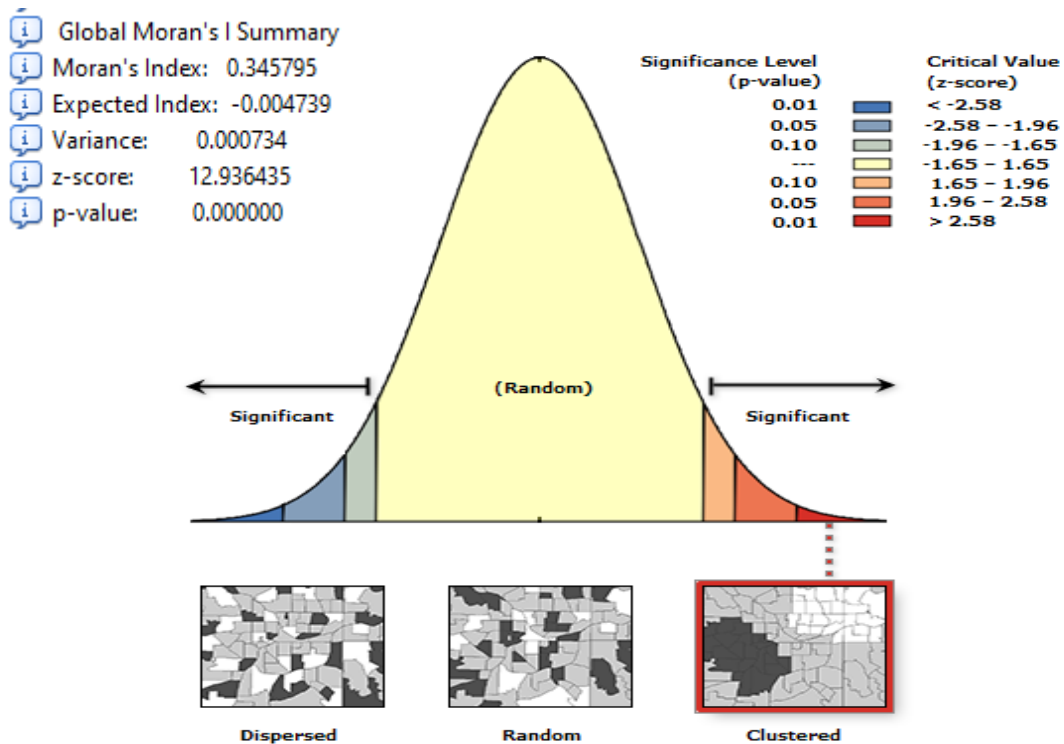 Global Moran's I Summary
Moran's Index: 0.345795
Expected Index: -0.004739
Variance: 0.000734
z-score: 12.936435
p-value: 0.000000
Significance Level Critical Value
(p-value) (z-score)
0.01 < -2.58
0.05 -2.58 – -1.96
0.10 -1.96 – -1.65
--- -1.65 – 1.65
0.10 1.65 – 1.96
0.05 1.96 – 2.58
0.01 > 2.58
(Random)
Significant Significant
Dispersed Random Clustered